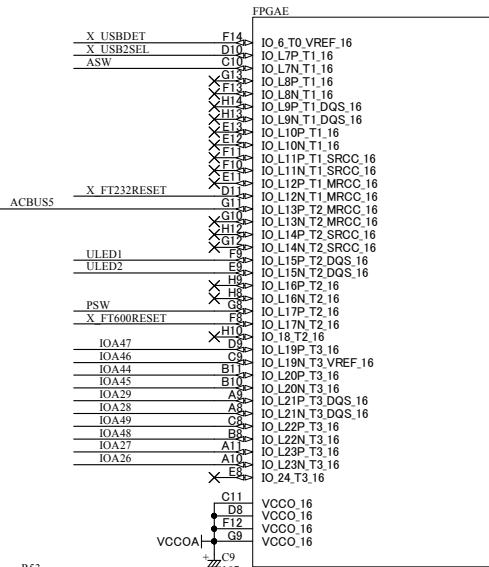 FPGAE
X_USBDET F14 IO_6_T0_VREF_16
X_USB2SEL D10 IO_L7P_T1_16
ASW C10 IO_L7N_T1_16
G13 IO_L8P_T1_16
F13 IO_L8N_T1_16
H14 IO_L9P_T1_DQS_16
H13 IO_L9N_T1_DQS_16
E13 IO_L10P_T1_16
E12 IO_L10N_T1_16
F11 IO_L11P_T1_SRCC_16
F10 IO_L11N_T1_SRCC_16
E11 IO_L12P_T1_MRCC_16
X_FT232RESET D11 IO_L12N_T1_MRCC_16
ACBUS5 G11 IO_L13P_T2_MRCC_16
G10 IO_L13N_T2_MRCC_16
H12 IO_L14P_T2_SRCC_16
G12 IO_L14N_T2_SRCC_16
ULED1 F9 IO_L15P_T2_DQS_16
ULED2 E9 IO_L15N_T2_DQS_16
H9 IO_L16P_T2_16
H8 IO_L16N_T2_16
PSW G8 IO_L17P_T2_16
X_FT600RESET F8 IO_L17N_T2_16
H10 IO_18_T2_16
IOA47 D9 IO_L19P_T3_16
IOA46 C9 IO_L19N_T3_VREF_16
IOA44 B11 IO_L20P_T3_16
IOA45 B10 IO_L20N_T3_16
IOA29 A9 IO_L21P_T3_DQS_16
IOA28 A8 IO_L21N_T3_DQS_16
IOA49 C8 IO_L22P_T3_16
IOA48 B8 IO_L22N_T3_16
IOA27 A11 IO_L23P_T3_16
IOA26 A10 IO_L23N_T3_16
E8 IO_24_T3_16
C11 VCCO_16
D8 VCCO_16
F12 VCCO_16
VCCOA G9 VCCO_16
+ C9